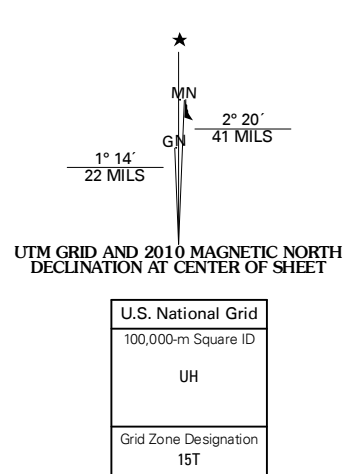 MN
GN
2° 20´
41 MILS
1° 14´
22 MILS
UTM GRID AND 2010 MAGNETIC NORTH
DECLINATION AT CENTER OF SHEET
U.S. National Grid
100,000-m Square ID
UH
Grid Zone Designation
15T